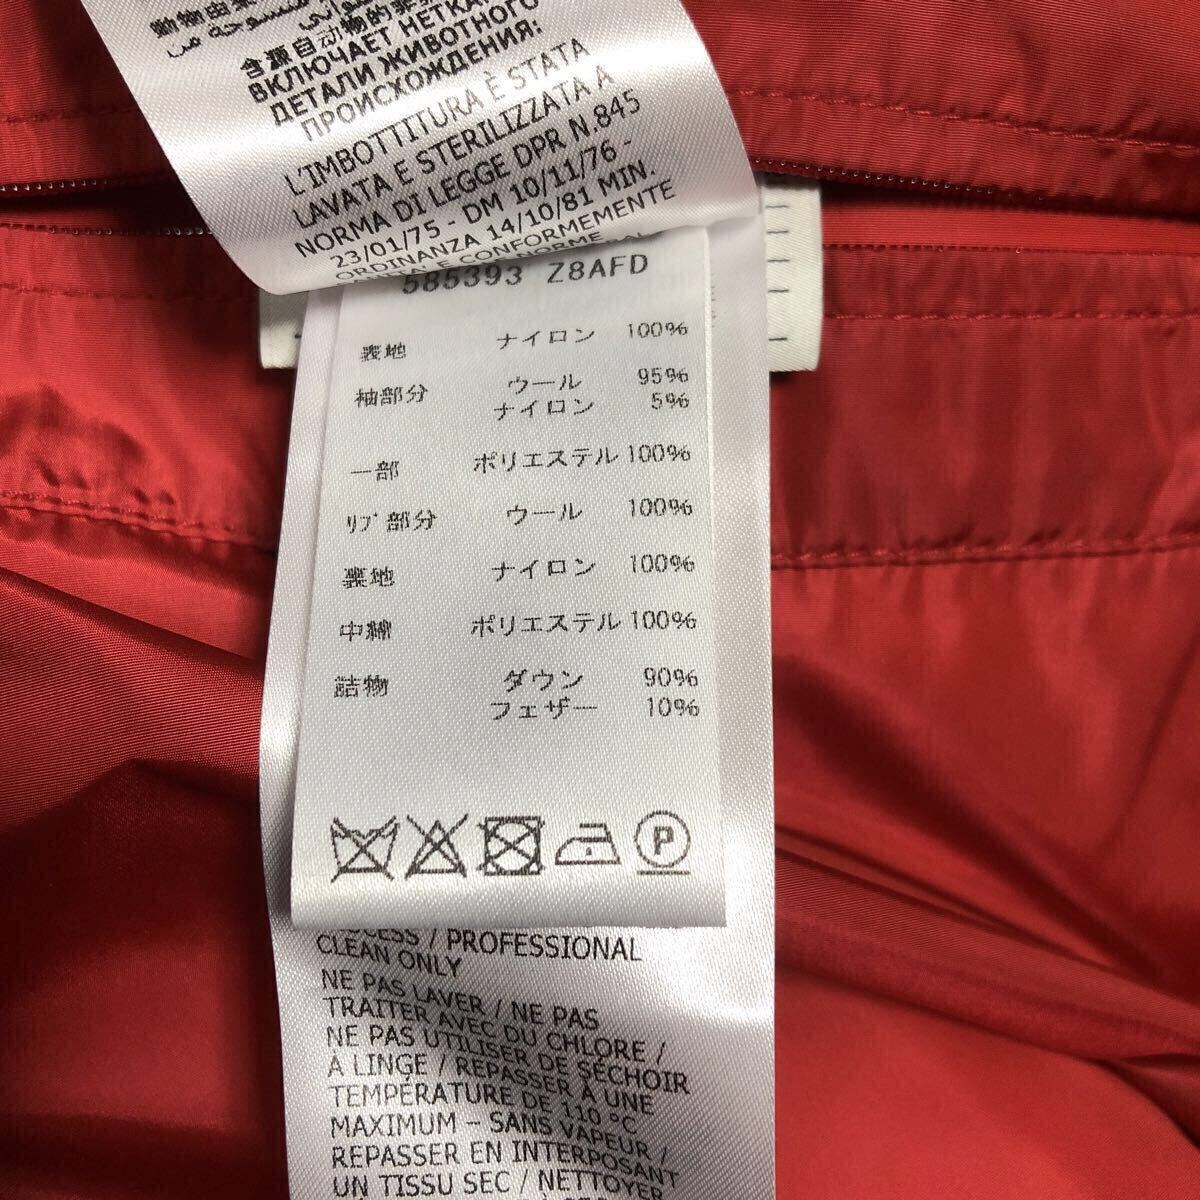 含源自动物的非
ВКЛЮЧАЕТ НЕТКА
ДЕТАЛИ ЖИВОТНОГО
ПРОИСХОЖДЕНИЯ:
L'IMBOTTITURA È STATA
LAVATA E STERILIZZATA A
NORMA DI LEGGE DPR N.845
23/01/75 - DM 10/11/76 -
ORDINANZA 14/10/81 MIN.
CONFORMEMENTE
585393 Z8AFD
表地 ナイロン 100%
袖部分 ウール 95%
ナイロン 5%
一部 ポリエステル 100%
リブ部分 ウール 100%
裏地 ナイロン 100%
中綿 ポリエステル 100%
詰物 ダウン 90%
フェザー 10%
P
/ PROFESSIONAL
CLEAN ONLY
NE PAS LAVER / NE PAS
TRAITER AVEC DU CHLORE /
NE PAS UTILISER DE SÉCHOIR
À LINGE / REPASSER À UNE
TEMPÉRATURE DE 110 °C
MAXIMUM – SANS VAPEUR /
REPASSER EN INTERPOSANT
UN TISSU SEC / NETTOYER